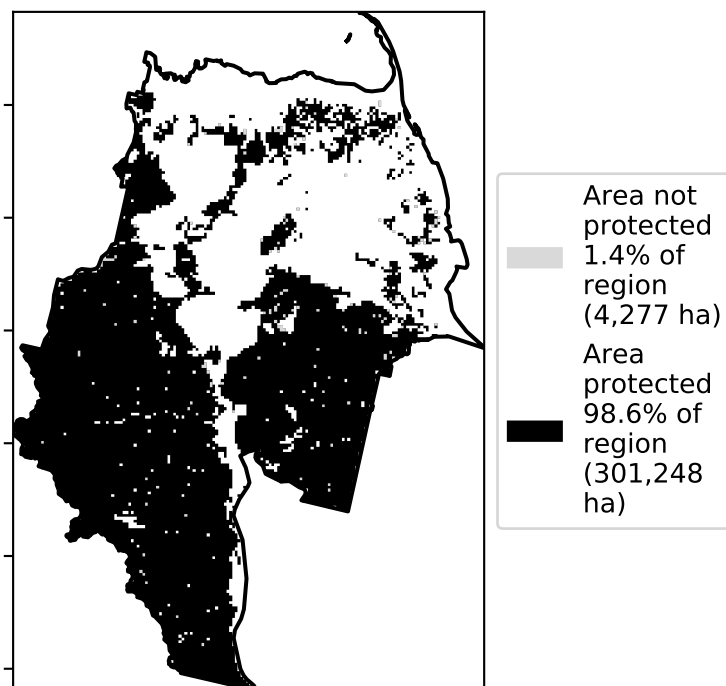 Area not
protected
1.4% of
region
(4,277 ha)
Area
protected
98.6% of
region
(301,248
ha)